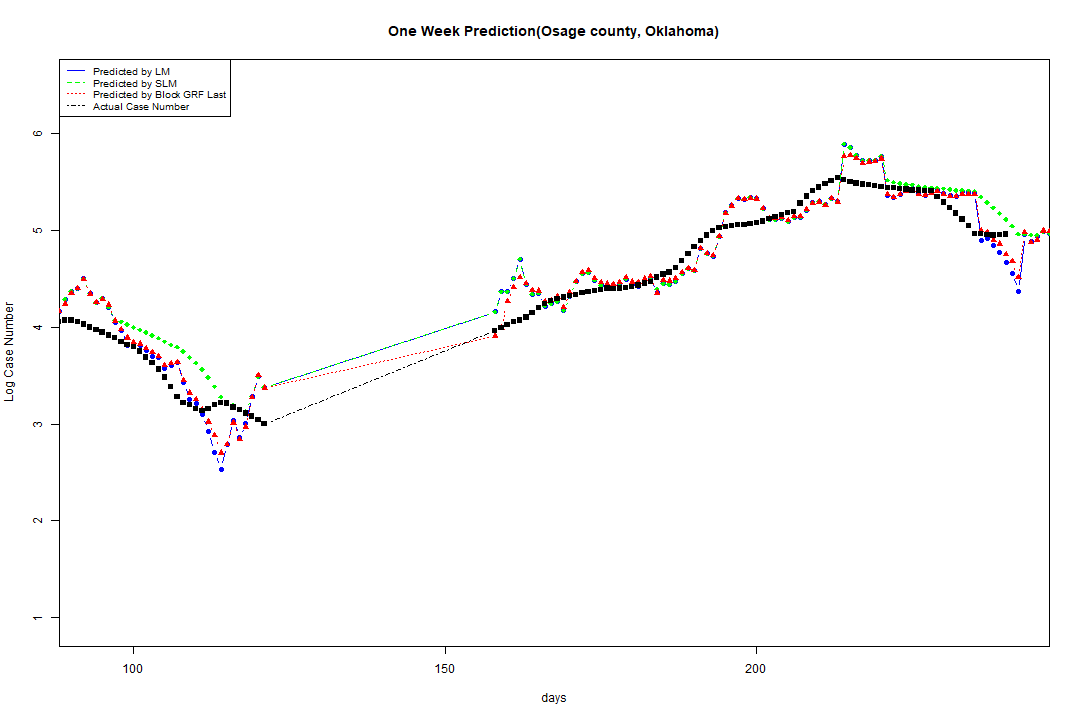 One Week Prediction(Osage county, Oklahoma)
Predicted by LM
Predicted by SLM
Predicted by Block GRF Last
Actual Case Number
Log Case Number
6
5
4
3
2
1
100
150
200
days